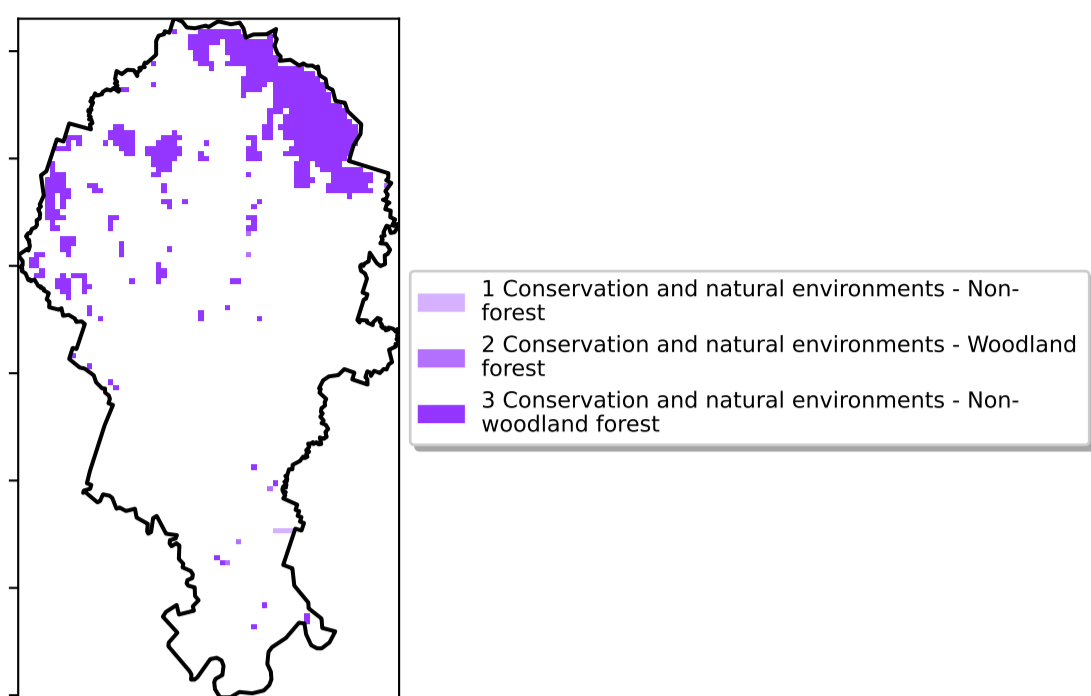 1 Conservation and natural environments - Non-
forest
2 Conservation and natural environments - Woodland
forest
3 Conservation and natural environments - Non-
woodland forest